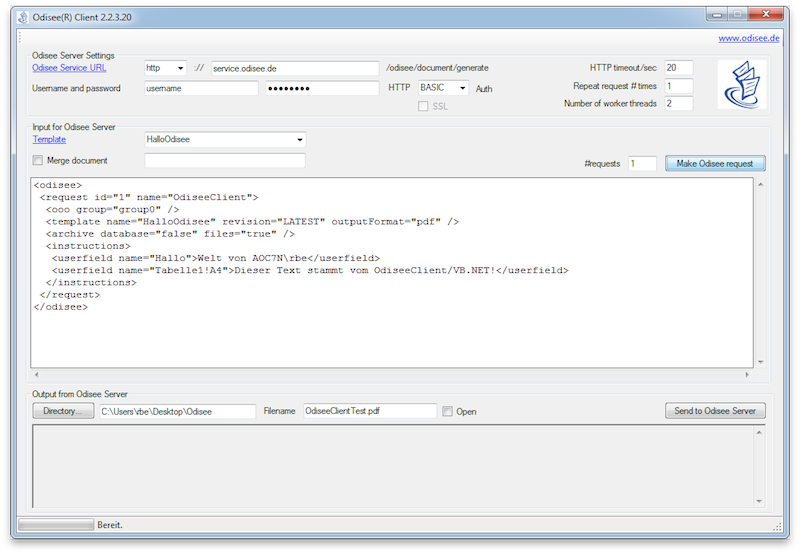 Odisee(R) Client 2.2.3.20
www.odisee.de
Odisee Server Settings
Odisee Service URL http :// service.odisee.de /odisee/document/generate HTTP timeout/sec 20
Username and password username •••••••• HTTP BASIC Auth Repeat request # times 1
SSL Number of worker threads 2
Input for Odisee Server
Template HalloOdisee
Merge document #requests 1 Make Odisee request
<odisee>
<request id="1" name="OdiseeClient">
<ooo group="group0" />
<template name="HalloOdisee" revision="LATEST" outputFormat="pdf" />
<archive database="false" files="true" />
<instructions>
<userfield name="Hallo">Welt von AOC7N\rbe</userfield>
<userfield name="Tabelle1!A4">Dieser Text stammt vom OdiseeClient/VB.NET!</userfield>
</instructions>
</request>
</odisee>
Output from Odisee Server
Directory... C:\Users\rbe\Desktop\Odisee Filename OdiseeClientTest.pdf Open Send to Odisee Server
Bereit.